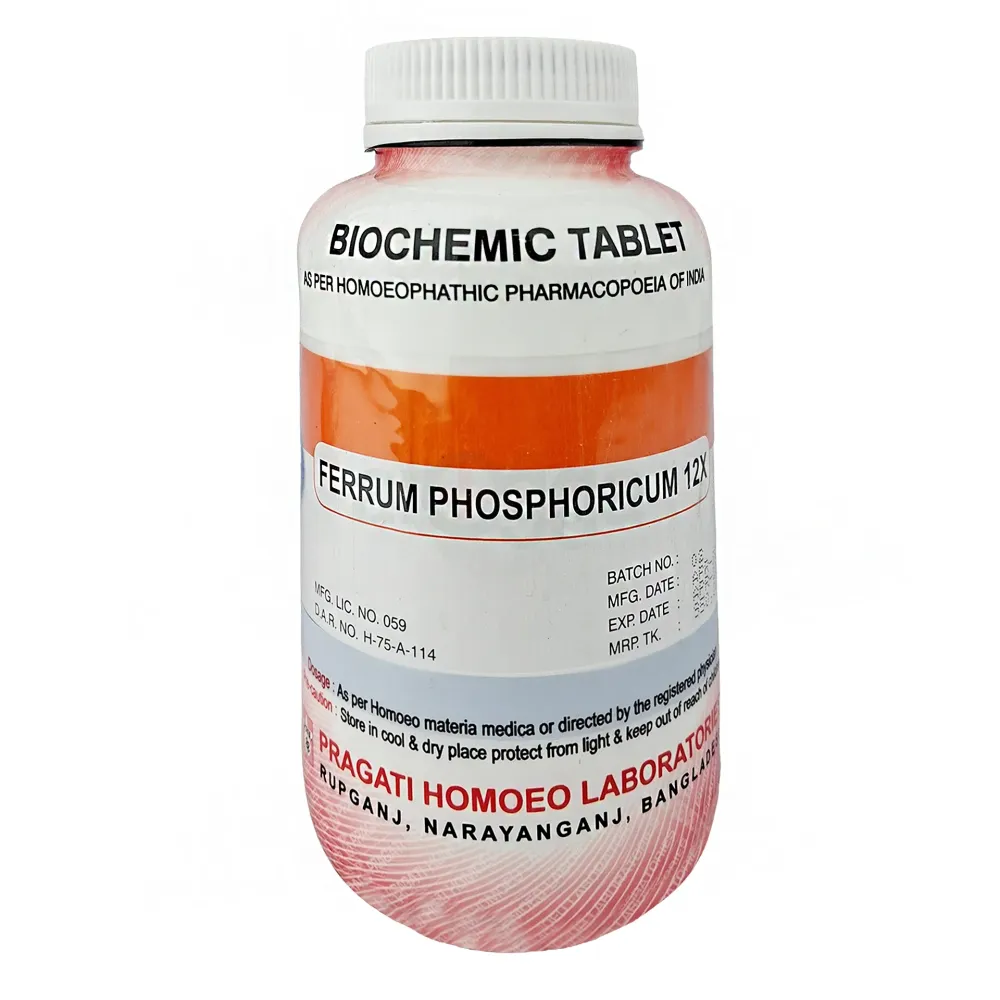 BIOCHEMIC TABLET
AS PER HOMOEOPHATHIC PHARMACOPOEIA OF INDIA
FERRUM PHOSPHORICUM 12X
MFG. LIC. NO. 059
D.A.R. NO. H-75-A-114
BATCH NO. :
MFG. DATE :
EXP. DATE :
MRP. TK. :
Dosage : As per Homoeo materia medica or directed by the registered physician
: Store in cool & dry place protect from light & keep out of reach of
PRAGATI HOMOEO LABORATORIES
RUPGANJ, NARAYANGANJ, BANGLADE